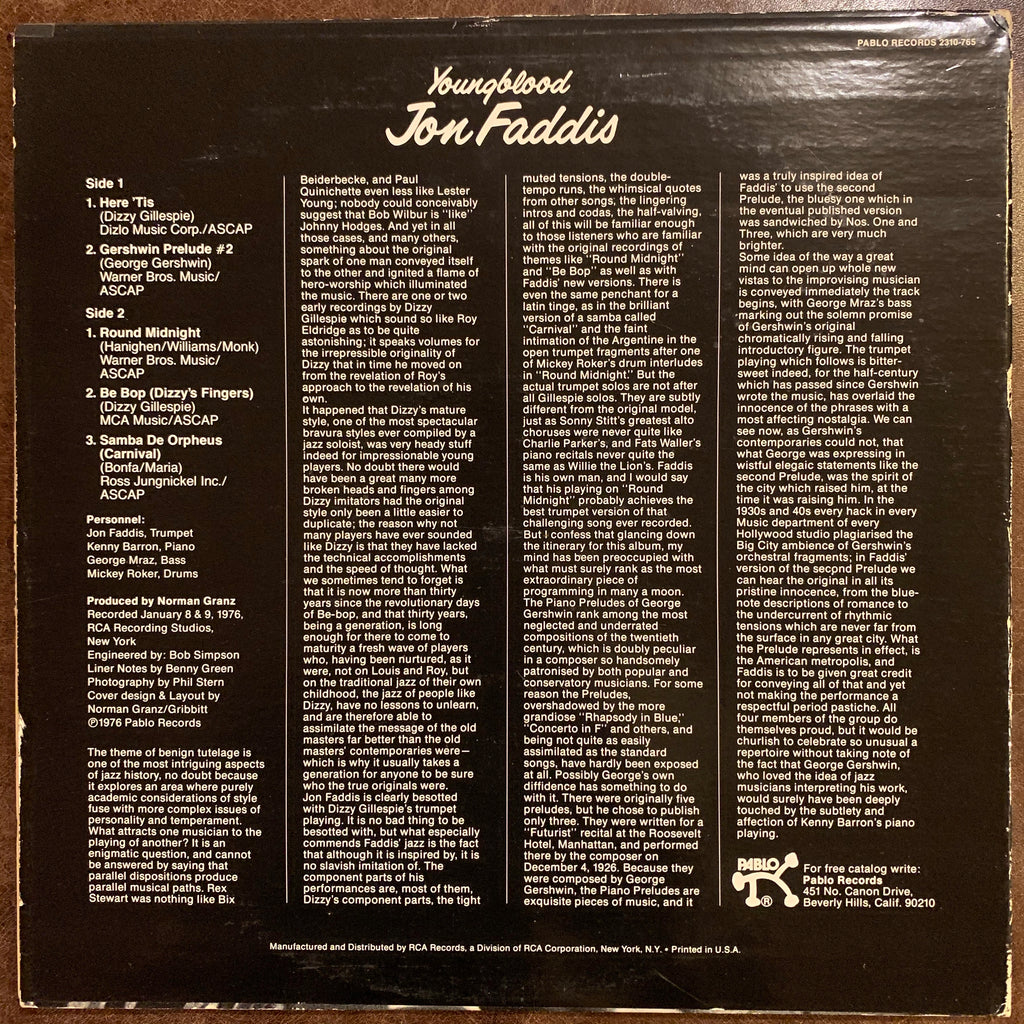 PABLO RECORDS 2310-765
Youngblood
Jon Faddis
Side 1
1. Here 'Tis
(Dizzy Gillespie)
Dizlo Music Corp./ASCAP
2. Gershwin Prelude #2
(George Gershwin)
Warner Bros. Music/
ASCAP
Side 2
1. Round Midnight
(Hanighen/Williams/Monk)
Warner Bros. Music/
ASCAP
2. Be Bop (Dizzy's Fingers)
(Dizzy Gillespie)
MCA Music/ASCAP
3. Samba De Orpheus
(Carnival)
(Bonfa/Maria)
Ross Jungnickel Inc./
ASCAP
Personnel:
Jon Faddis, Trumpet
Kenny Barron, Piano
George Mraz, Bass
Mickey Roker, Drums
Produced by Norman Granz
Recorded January 8 & 9, 1976,
RCA Recording Studios,
New York
Engineered by: Bob Simpson
Liner Notes by Benny Green
Photography by Phil Stern
Cover design & Layout by
Norman Granz/Gribbitt
℗1976 Pablo Records
The theme of benign tutelage is
one of the most intriguing aspects
of jazz history, no doubt because
it explores an area where purely
academic considerations of style
fuse with more complex issues of
personality and temperament.
What attracts one musician to the
playing of another? It is an
enigmatic question, and cannot
be answered by saying that
parallel dispositions produce
parallel musical paths. Rex
Stewart was nothing like Bix
Beiderbecke, and Paul
Quinichette even less like Lester
Young; nobody could conceivably
suggest that Bob Wilbur is "like"
Johnny Hodges. And yet in all
those cases, and many others,
something about the original
spark of one man conveyed itself
to the other and ignited a flame of
hero-worship which illuminated
the music. There are one or two
early recordings by Dizzy
Gillespie which sound so like Roy
Eldridge as to be quite
astonishing; it speaks volumes for
the irrepressible originality of
Dizzy that in time he moved on
from the revelation of Roy's
approach to the revelation of his
own.
It happened that Dizzy's mature
style, one of the most spectacular
bravura styles ever compiled by a
jazz soloist, was very heady stuff
indeed for impressionable young
players. No doubt there would
have been a great many more
broken heads and fingers among
Dizzy imitators had the original
style only been a little easier to
duplicate; the reason why not
many players have ever sounded
like Dizzy is that they have lacked
the technical accomplishments
and the speed of thought. What
we sometimes tend to forget is
that it is now more than thirty
years since the revolutionary days
of Be-bop, and that thirty years,
being a generation, is long
enough for there to come to
maturity a fresh wave of players
who, having been nurtured, as it
were, not on Louis and Roy, but
on the traditional jazz of their own
childhood, the jazz of people like
Dizzy, have no lessons to unlearn,
and are therefore able to
assimilate the message of the old
masters far better than the old
masters' contemporaries were—
which is why it usually takes a
generation for anyone to be sure
who the true originals were.
Jon Faddis is clearly besotted
with Dizzy Gillespie's trumpet
playing. It is no bad thing to be
besotted with, but what especially
commends Faddis' jazz is the fact
that although it is inspired by, it is
no slavish imitation of. The
component parts of his
performances are, most of them,
Dizzy's component parts, the tight
muted tensions, the double-
tempo runs, the whimsical quotes
from other songs, the lingering
intros and codas, the half-valving,
all of this will be familiar enough
to those listeners who are familiar
with the original recordings of
themes like "Round Midnight"
and "Be Bop" as well as with
Faddis' new versions. There is
even the same penchant for a
latin tinge, as in the brilliant
version of a samba called
"Carnival" and the faint
intimation of the Argentine in the
open trumpet fragments after one
of Mickey Roker's drum interludes
in "Round Midnight." But the
actual trumpet solos are not after
all Gillespie solos. They are subtly
different from the original model,
just as Sonny Stitt's greatest alto
choruses were never quite like
Charlie Parker's, and Fats Waller's
piano recitals never quite the
same as Willie the Lion's. Faddis
is his own man, and I would say
that his playing on "Round
Midnight" probably achieves the
best trumpet version of that
challenging song ever recorded.
But I confess that glancing down
the itinerary for this album, my
mind has been preoccupied with
what must surely rank as the most
extraordinary piece of
programming in many a moon.
The Piano Preludes of George
Gershwin rank among the most
neglected and underrated
compositions of the twentieth
century, which is doubly peculiar
in a composer so handsomely
patronised by both popular and
conservatory musicians. For some
reason the Preludes,
overshadowed by the more
grandiose "Rhapsody in Blue,"
"Concerto in F" and others, and
being not quite as easily
assimilated as the standard
songs, have hardly been exposed
at all. Possibly George's own
diffidence has something to do
with it. There were originally five
preludes, but he chose to publish
only three. They were written for a
"Futurist" recital at the Roosevelt
Hotel, Manhattan, and performed
there by the composer on
December 4, 1926. Because they
were composed by George
Gershwin, the Piano Preludes are
exquisite pieces of music, and it
was a truly inspired idea of
Faddis' to use the second
Prelude, the bluesy one which in
the eventual published version
was sandwiched by Nos. One and
Three, which are very much
brighter.
Some idea of the way a great
mind can open up whole new
vistas to the improvising musician
is conveyed immediately the track
begins, with George Mraz's bass
marking out the solemn promise
of Gershwin's original
chromatically rising and falling
introductory figure. The trumpet
playing which follows is bitter-
sweet indeed, for the half-century
which has passed since Gershwin
wrote the music, has overlaid the
innocence of the phrases with a
most affecting nostalgia. We can
see now, as Gershwin's
contemporaries could not, that
what George was expressing in
wistful elegaic statements like the
second Prelude, was the spirit of
the city which raised him, at the
time it was raising him. In the
1930s and 40s every hack in every
Music department of every
Hollywood studio plagiarised the
Big City ambience of Gershwin's
orchestral fragments; in Faddis'
version of the second Prelude we
can hear the original in all its
pristine innocence, from the blue-
note descriptions of romance to
the undercurrent of rhythmic
tensions which are never far from
the surface in any great city. What
the Prelude represents in effect, is
the American metropolis, and
Faddis is to be given great credit
for conveying all of that and yet
not making the performance a
respectful period pastiche. All
four members of the group do
themselves proud, but it would be
churlish to celebrate so unusual a
repertoire without taking note of
the fact that George Gershwin,
who loved the idea of jazz
musicians interpreting his work,
would surely have been deeply
touched by the subtlety and
affection of Kenny Barron's piano
playing.
PABLO
®
For free catalog write:
Pablo Records
451 No. Canon Drive,
Beverly Hills, Calif. 90210
Manufactured and Distributed by RCA Records, a Division of RCA Corporation, New York, N.Y. • Printed in U.S.A.